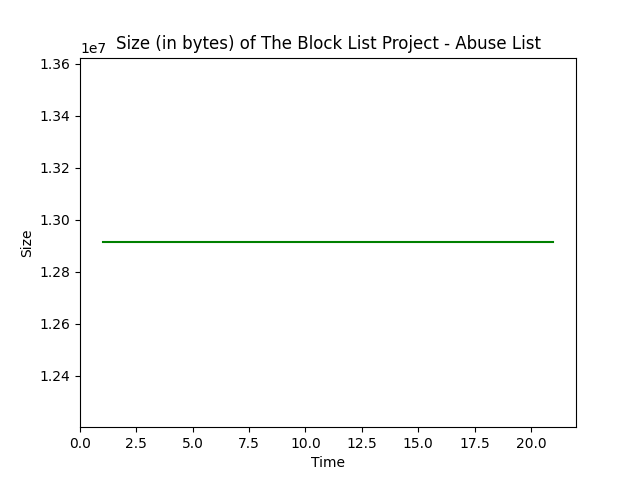 Size (in bytes) of The Block List Project - Abuse List
1e7
1.36
1.34
1.32
1.30
1.28
1.26
1.24
Size
0.0 2.5 5.0 7.5 10.0 12.5 15.0 17.5 20.0
Time